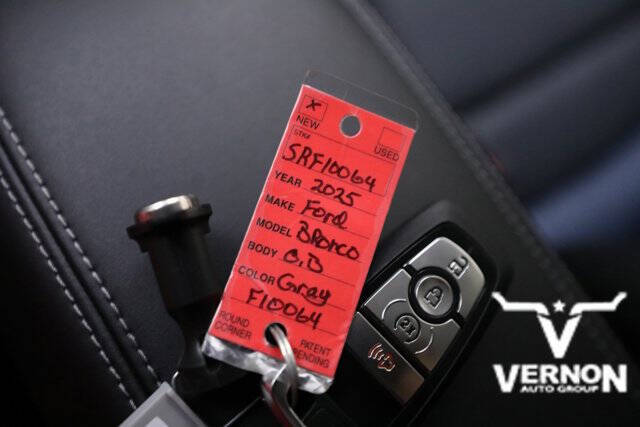 X
NEW
USED
STK#
SRF10064
YEAR 2025
MAKE Ford
MODEL Bronco
BODY
COLOR Gray
F10064
ROUND CORNER
PATENT PENDING
VERNON
AUTO GROUP